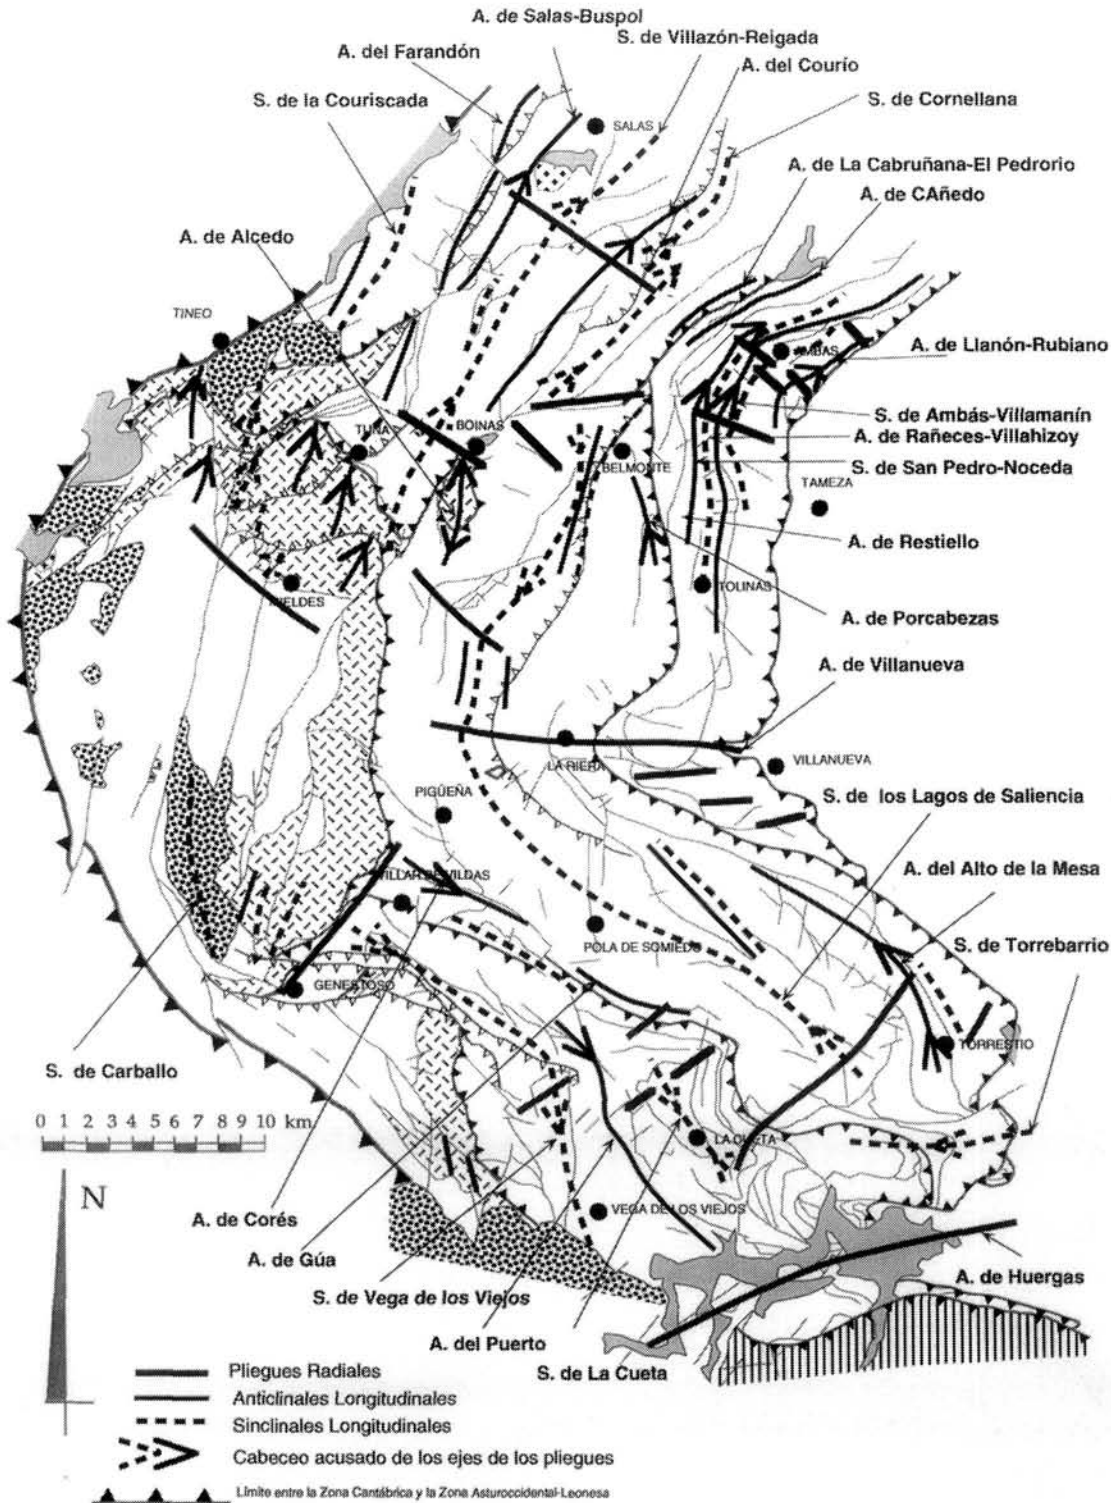 A. de Salas-Buspol
S. de Villazón-Reigada
A. del Farandón
A. del Courío
S. de la Couriscada
S. de Cornellana
SALAS
A. de La Cabruñana-El Pedrorio
A. de CAñedo
A. de Alcedo
TINEO
AMBAS
A. de Llanón-Rubiano
S. de Ambás-Villamanín
A. de Rañeces-Villahizoy
TUÑA
BOINAS
BELMONTE
S. de San Pedro-Noceda
TAMEZA
A. de Restiello
TOLINAS
A. de Porcabezas
A. de Villanueva
LA RIERA
VILLANUEVA
PIGÜEÑA
S. de los Lagos de Saliencia
VILLAR DE VILDAS
A. del Alto de la Mesa
POLA DE SOMIEDO
S. de Torrebarrio
GENESTOSO
TORRESTIO
S. de Carballo
0 1 2 3 4 5 6 7 8 9 10 km.
LA CUETA
N
A. de Corés
VEGA DE LOS VIEJOS
A. de Gúa
A. de Huergas
S. de Vega de los Viejos
A. del Puerto
S. de La Cueta
Pliegues Radiales
Anticlinales Longitudinales
Sinclinales Longitudinales
Cabeceo acusado de los ejes de los pliegues
Límite entre la Zona Cantábrica y la Zona Asturoccidental-Leonesa